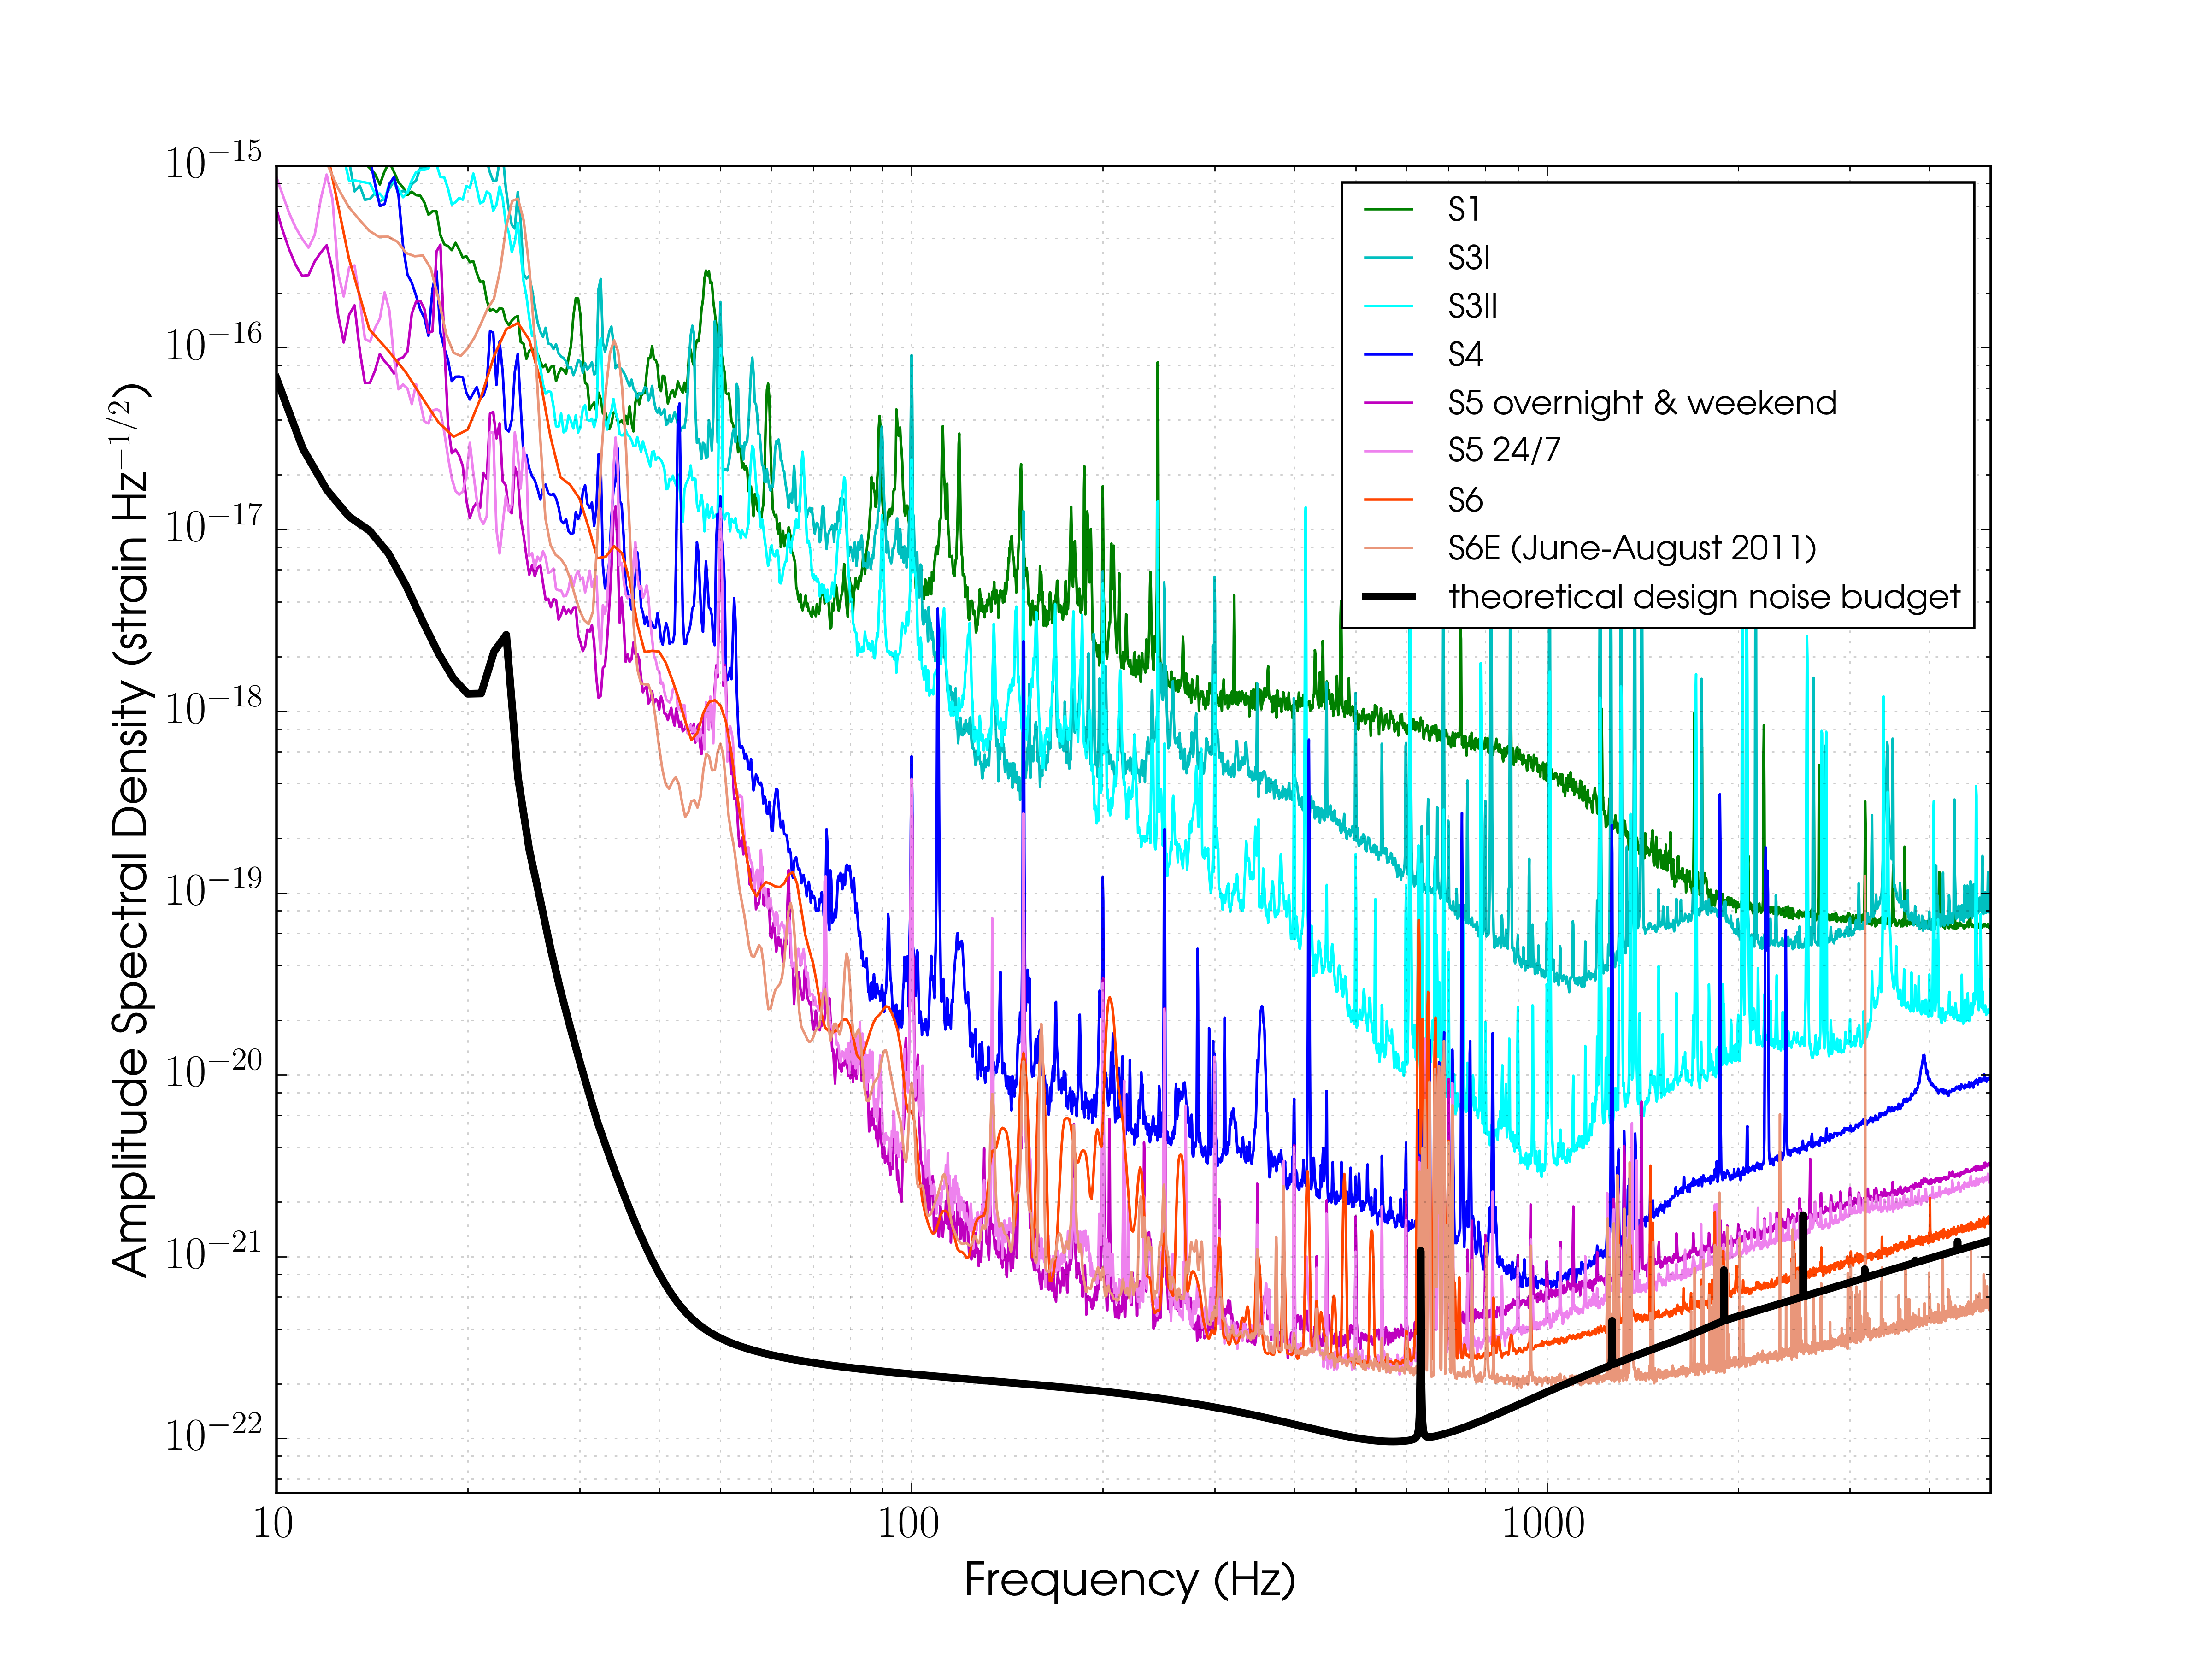 Amplitude Spectral Density (strain Hz^{-1/2})
10^{-15}
10^{-16}
10^{-17}
10^{-18}
10^{-19}
10^{-20}
10^{-21}
10^{-22}
S1
S3I
S3II
S4
S5 overnight & weekend
S5 24/7
S6
S6E (June-August 2011)
theoretical design noise budget
10 100 1000
Frequency (Hz)